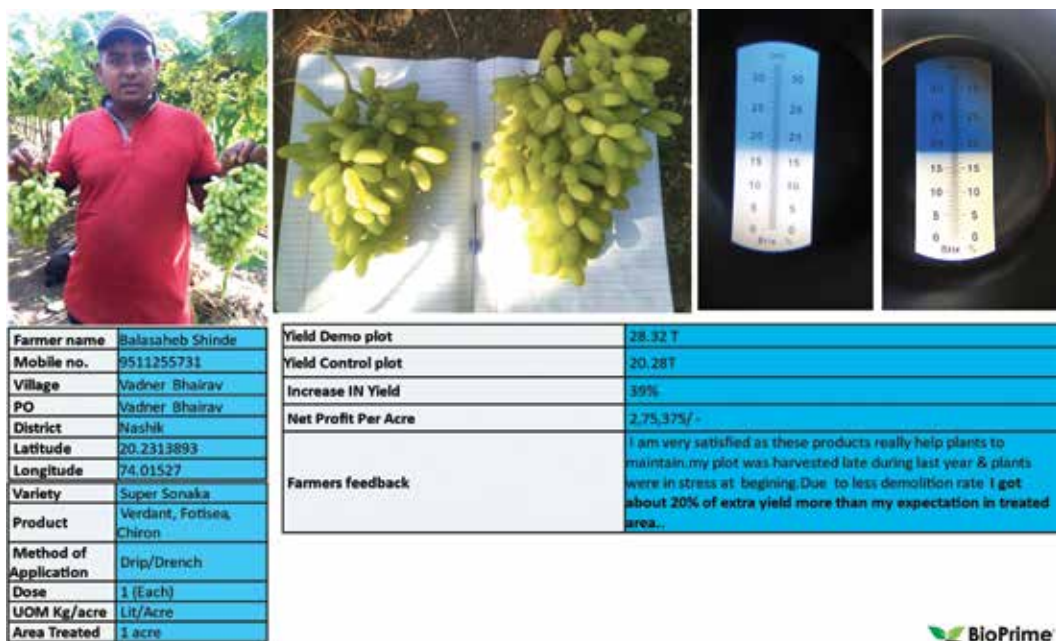 30 30
25 25
20 20
15 15
10 10
5 5
0 0
Brix %
15 15
10 10
5 5
0 0
%
Farmer name Balasaheb Shinde
Mobile no. 9511255731
Village Vadner Bhairav
PO Vadner Bhairav
District Nashik
Latitude 20.2313893
Longitude 74.01527
Variety Super Sonaka
Product Verdant, Fotisea,
Chiron
Method of
Application Drip/Drench
Dose 1 (Each)
UOM Kg/acre Lit/Acre
Area Treated 1 acre
Yield Demo plot 28.32 T
Yield Control plot 20.28T
Increase IN Yield 39%
Net Profit Per Acre 2,75,375/-
Farmers feedback
I am very satisfied as these products really help plants to
maintain.my plot was harvested late during last year & plants
were in stress at begining.Due to less demolition rate I got
about 20% of extra yield more than my expectation in treated
area..
BioPrime